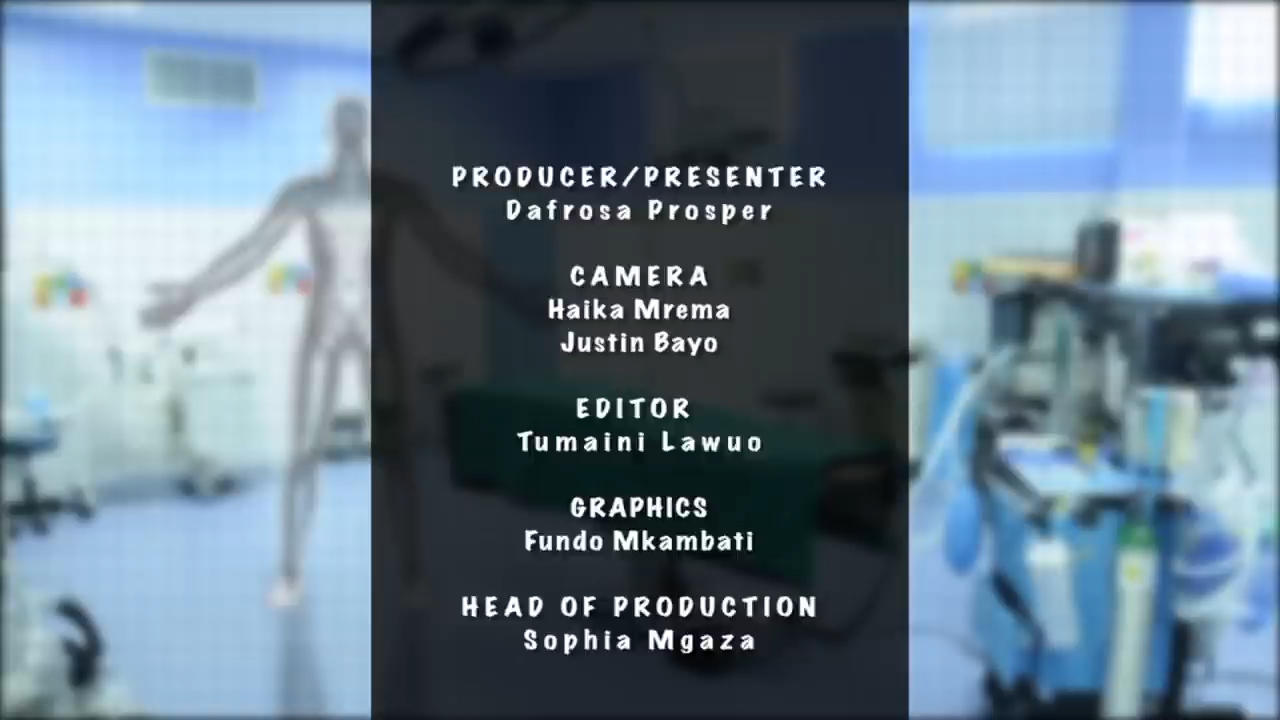 PRODUCER/PRESENTER
Dafrosa Prosper
CAMERA
Haika Mrema
Justin Bayo
EDITOR
Tumaini Lawuo
GRAPHICS
Fundo Mkambati
HEAD OF PRODUCTION
Sophia Mgaza